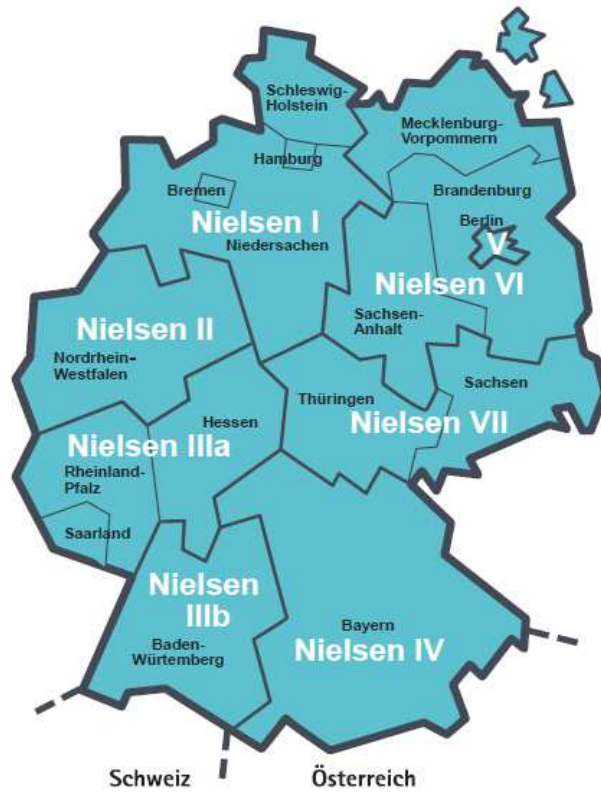 Schleswig-
Holstein
Mecklenburg-
Vorpommern
Hamburg
Bremen
Brandenburg
Berlin
Nielsen I
V
Niedersachen
Nielsen VI
Nielsen II
Sachsen-
Anhalt
Nordrhein-
Westfalen
Sachsen
Thüringen
Hessen
Nielsen VII
Nielsen IIIa
Rheinland-
Pfalz
Saarland
Nielsen
IIIb
Bayern
Baden-
Würtemberg
Nielsen IV
Schweiz
Österreich